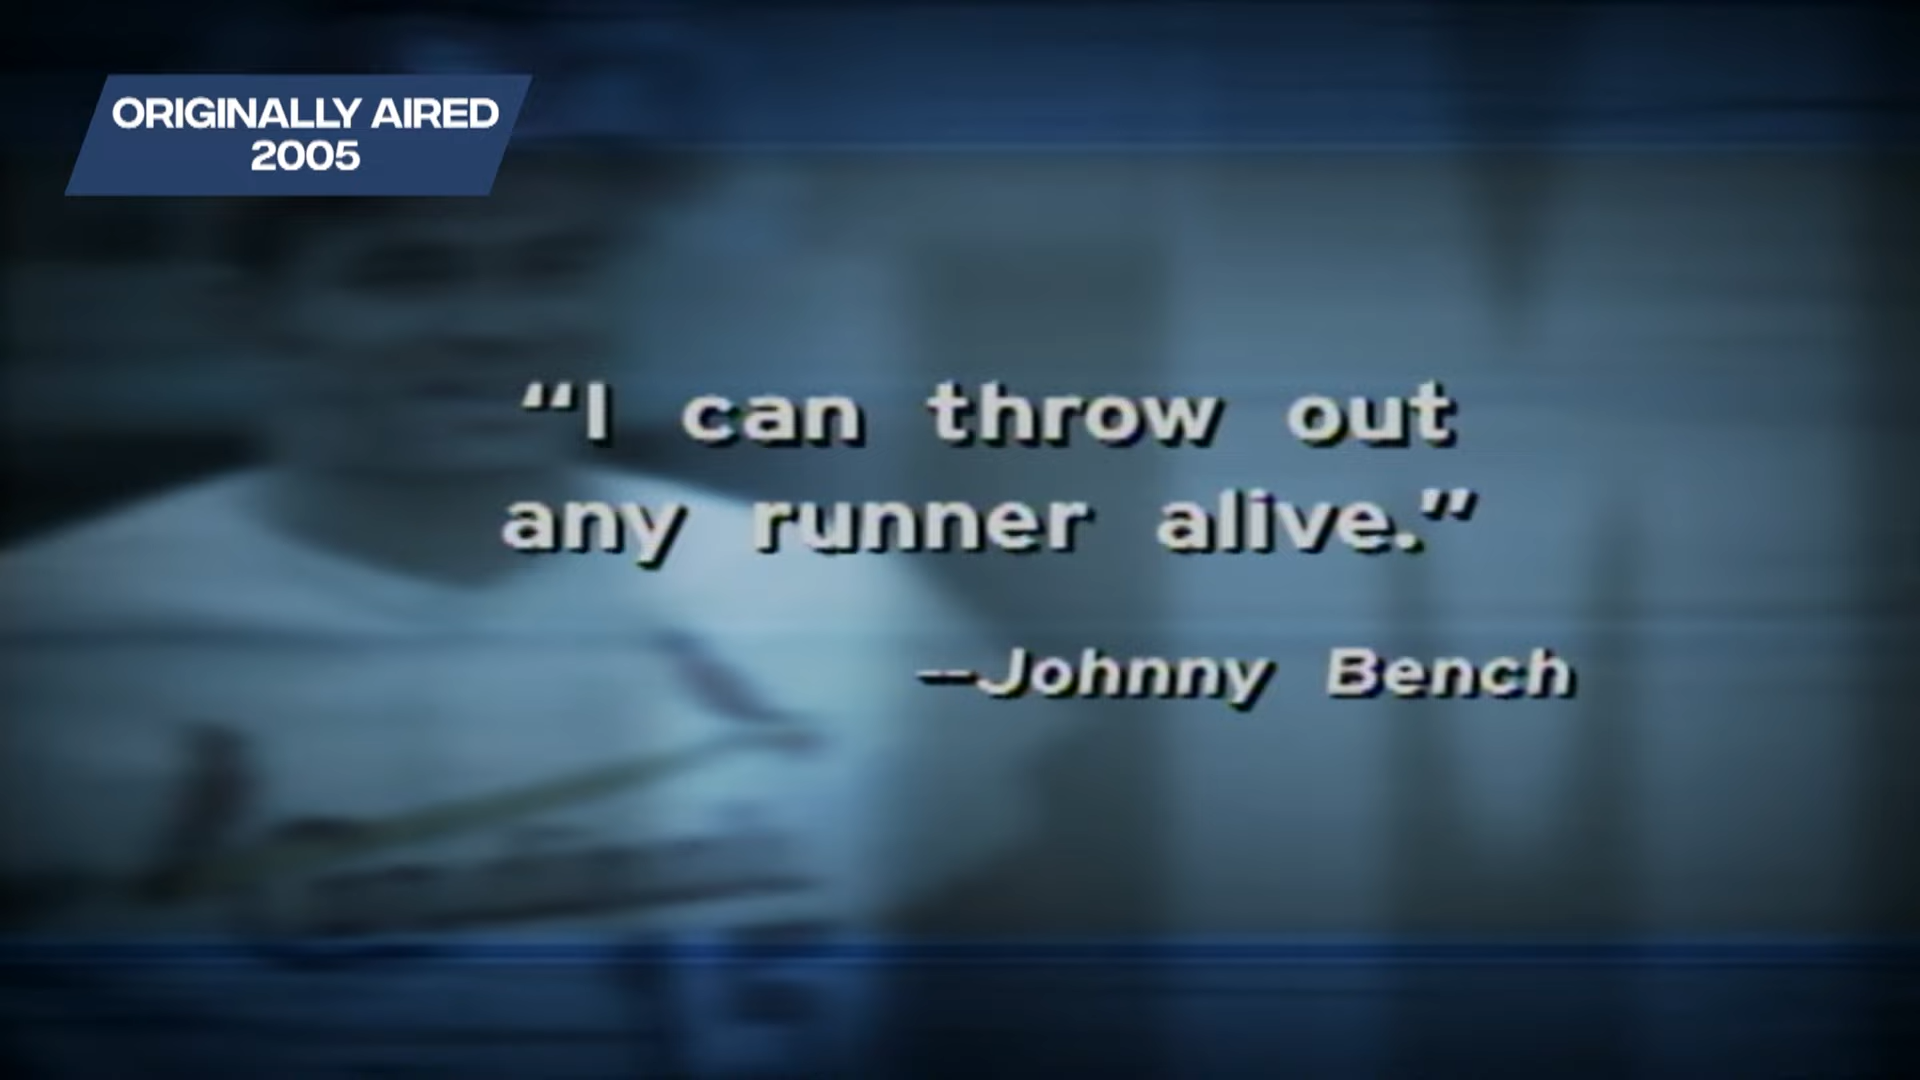 ORIGINALLY AIRED
2005
“I can throw out
any runner alive.”
--Johnny Bench